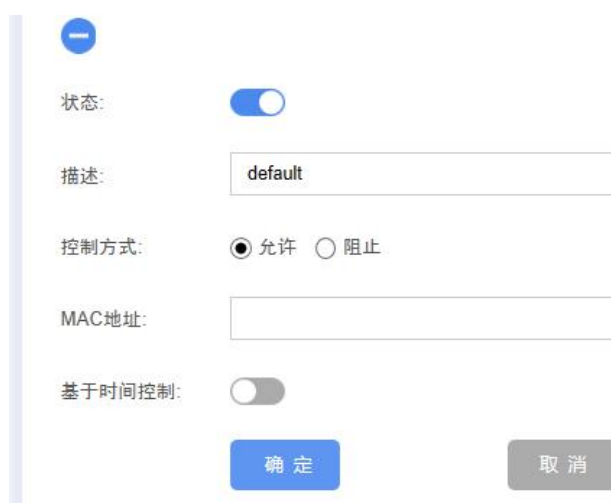 状态:
描述: default
控制方式: 允许 阻止
MAC地址:
基于时间控制:
确 定 取 消